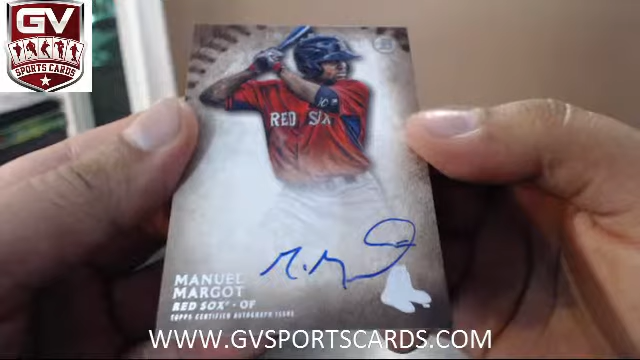 GV
SPORTS CARDS
RED SOX
M. M
MANUEL
MARGOT
RED SOX® - OF
TOPPS CERTIFIED AUTOGRAPH ISSUE
WWW.GVSPORTSCARDS.COM